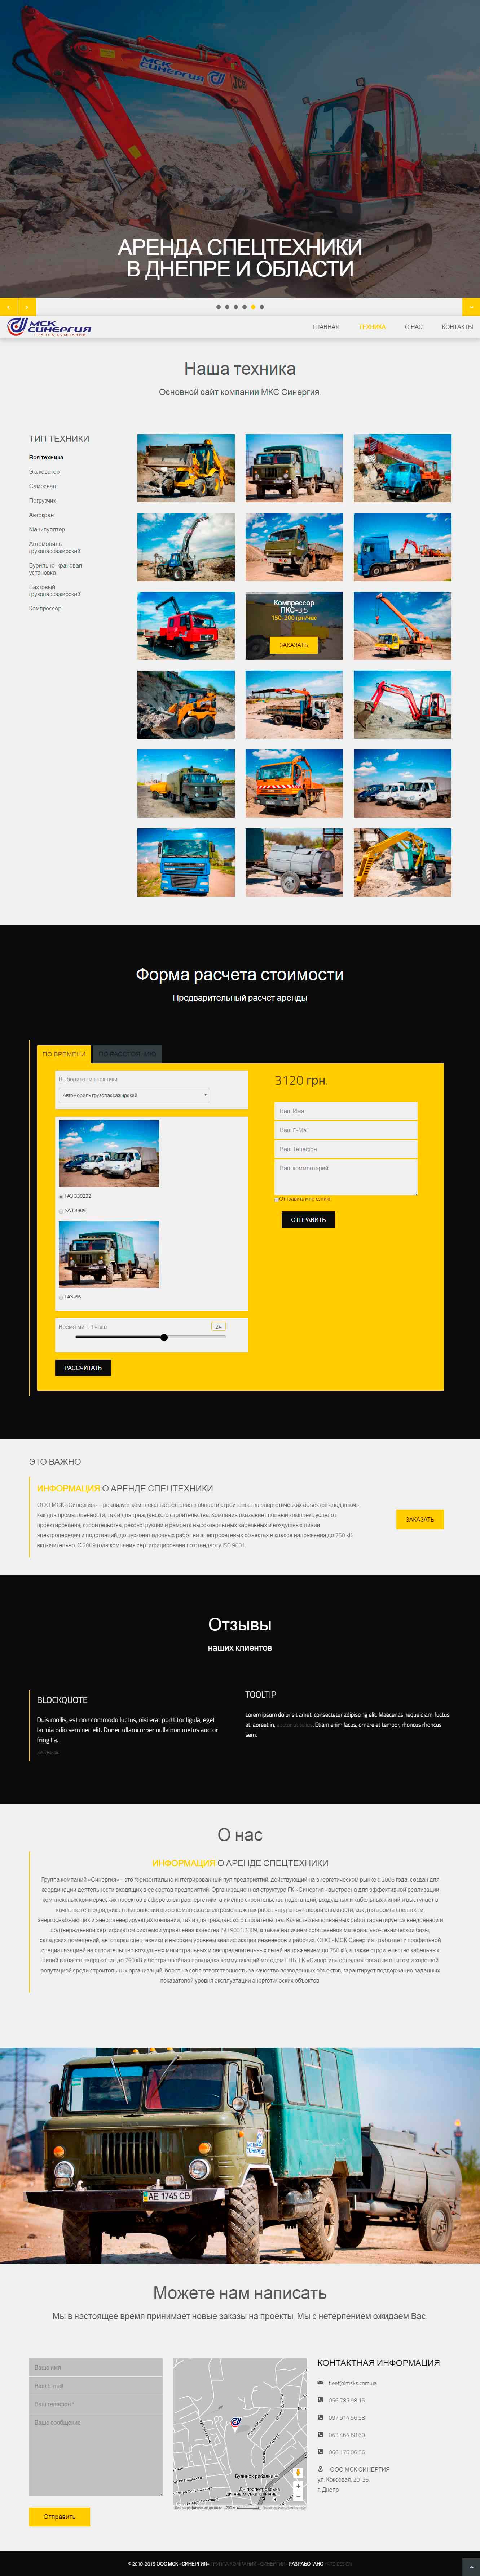 МСК СИНЕРГИЯ
АРЕНДА СПЕЦТЕХНИКИ
В ДНЕПРЕ И ОБЛАСТИ
МСК
СИНЕРГИЯ
ГРУППА КОМПАНИЙ
ГЛАВНАЯ
ТЕХНИКА
О НАС
КОНТАКТЫ
Наша техника
Основной сайт компании МКС Синергия
ТИП ТЕХНИКИ
Вся техника
Экскаватор
Самосвал
Погрузчик
Автокран
Манипулятор
Автомобиль
грузопассажирский
Бурильно-крановая
установка
Вахтовый
грузопассажирский
Компрессор
Компрессор
ПКС-3,5
150-200 грн/час
ЗАКАЗАТЬ
Форма расчета стоимости
Предварительный расчет аренды
ПО ВРЕМЕНИ
ПО РАССТОЯНИЮ
Выберите тип техники
Автомобиль грузопассажирский
ГАЗ 330232
УАЗ 3909
ГАЗ-66
Время мин. 3 часа
24
РАССЧИТАТЬ
3120 грн.
Ваш Имя
Ваш E-Mail
Ваш Телефон
Ваш комментарий
Отправить мне копию
ОТПРАВИТЬ
ЭТО ВАЖНО
ИНФОРМАЦИЯ О АРЕНДЕ СПЕЦТЕХНИКИ
ООО МСК «Синергия» – реализует комплексные решения в области строительства энергетических объектов «под ключ»
как для промышленности, так и для гражданского строительства. Компания оказывает полный комплекс услуг от
проектирования, строительства, реконструкции и ремонта высоковольтных кабельных и воздушных линий
электропередач и подстанций, до пусконаладочных работ на электросетевых объектах в классе напряжения до 750 кВ
включительно. С 2009 года компания сертифицирована по стандарту ISO 9001.
ЗАКАЗАТЬ
Отзывы
наших клиентов
BLOCKQUOTE
Duis mollis, est non commodo luctus, nisi erat porttitor ligula, eget
lacinia odio sem nec elit. Donec ullamcorper nulla non metus auctor
fringilla.
TOOLTIP
Lorem ipsum dolor sit amet, consectetur adipiscing elit. Maecenas neque diam, luctus
at laoreet in, auctor ut lacus. Etiam enim lacus, ornare et tempor, rhoncus rhoncus
sem.
О нас
ИНФОРМАЦИЯ О АРЕНДЕ СПЕЦТЕХНИКИ
Группа компаний «Синергия» - это горизонтально интегрированный пул предприятий, действующий на энергетическом рынке с 2006 года, создан для
координации деятельности входящих в ее состав предприятий. Организационная структура ГК «Синергия» выстроена для эффективной реализации
комплексных коммерческих проектов в сфере электроэнергетики, а именно строительства подстанций, воздушных и кабельных линий и выступает в
качестве генподрядчика в выполнении всего комплекса электромонтажных работ «под ключ» любой сложности, как для промышленности,
энергоснабжающих и энергогенерирующих компаний, так и для гражданского строительства. Качество выполняемых работ гарантируется внедренной и
подтвержденной сертификатом системой управления качества ISO 9001:2009, а также наличием собственной материально-технической базы,
складских помещений, автопарка спецтехники и высоким уровнем квалификации инженеров и рабочих. ООО «МСК Синергия» работает с профильной
специализацией на строительство воздушных магистральных и распределительных сетей напряжением до 750 кВ, а также строительство кабельных
линий в классе напряжения до 750 кВ и бестраншейная прокладка коммуникаций методом ГНБ. ГК «Синергия» обладает богатым опытом и хорошей
репутацией среди строительных организаций, берет на себя ответственность за качество возведенных объектов, гарантирует поддержание заданных
показателей уровня эксплуатации энергетических объектов.
МСК
СИНЕРГИЯ
АЕ 1745 СВ
Можете нам написать
Мы в настоящее время принимает новые заказы на проекты. Мы с нетерпением ожидаем Вас.
Ваше имя
Ваш E-mail
Ваш телефон *
Ваше сообщение
Отправить
Будинок рибалки
Дніпропетровська
дитяча міська клінічна
КОНТАКТНАЯ ИНФОРМАЦИЯ
fleet@msks.com.ua
056 785 98 15
097 914 56 58
063 464 68 60
066 176 06 56
ООО МСК СИНЕРГИЯ
ул. Коксовая, 20-26,
г. Днепр
© 2010-2015 ООО МСК «СИНЕРГИЯ» ГРУППА КОМПАНИЙ «СИНЕРГИЯ». РАЗРАБОТАНО